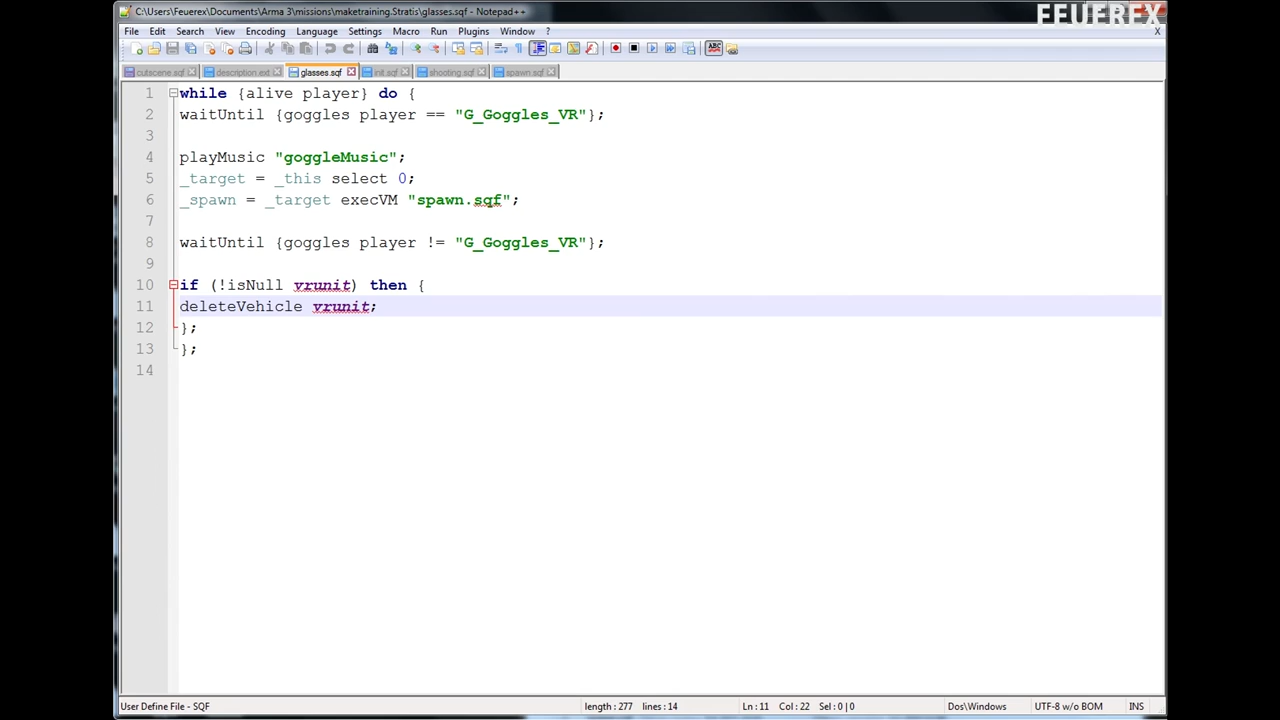 C:\Users\Feuerex\Documents\Arma 3\missions\maketraining.Stratis\glasses.sqf - Notepad++
FEUEREX
File Edit Search View Encoding Language Settings Macro Run Plugins Window ? X
cutscene.sqf description.ext glasses.sqf init.sqf shooting.sqf spawn.sqf
1 while {alive player} do {
2 waitUntil {goggles player == "G_Goggles_VR"};
3
4 playMusic "goggleMusic";
5 _target = _this select 0;
6 _spawn = _target execVM "spawn.sqf";
7
8 waitUntil {goggles player != "G_Goggles_VR"};
9
10 if (!isNull vrunit) then {
11 deleteVehicle vrunit;
12 };
13 };
14
User Define File - SQF length : 277 lines : 14 Ln : 11 Col : 22 Sel : 0 | 0 Dos\Windows UTF-8 w/o BOM INS